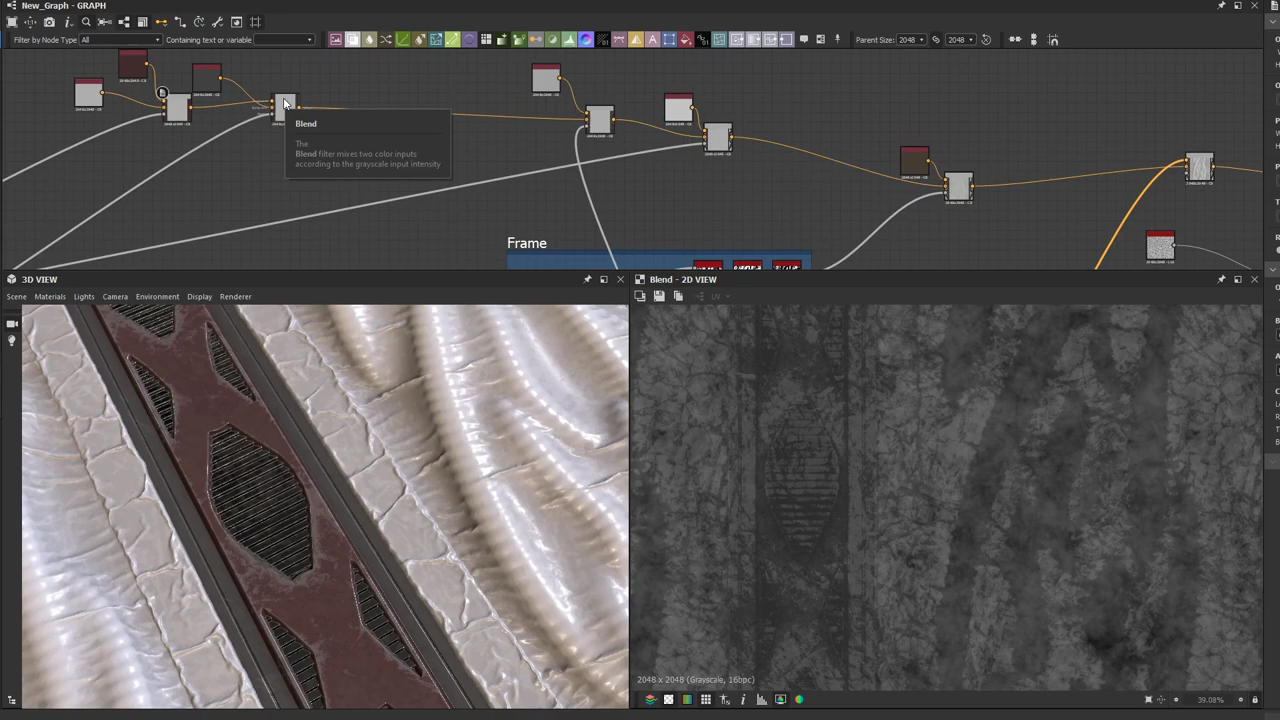 New_Graph - GRAPH
Filter by Node Type All Containing text or variable Parent Size: 2048 2048
Blend
The
Blend filter mixes two color inputs
according to the grayscale input intensity
Frame
3D VIEW
Scene Materials Lights Camera Environment Display Renderer
Blend - 2D VIEW
UV
2048 x 2048 (Grayscale, 16bpc)
39.08%